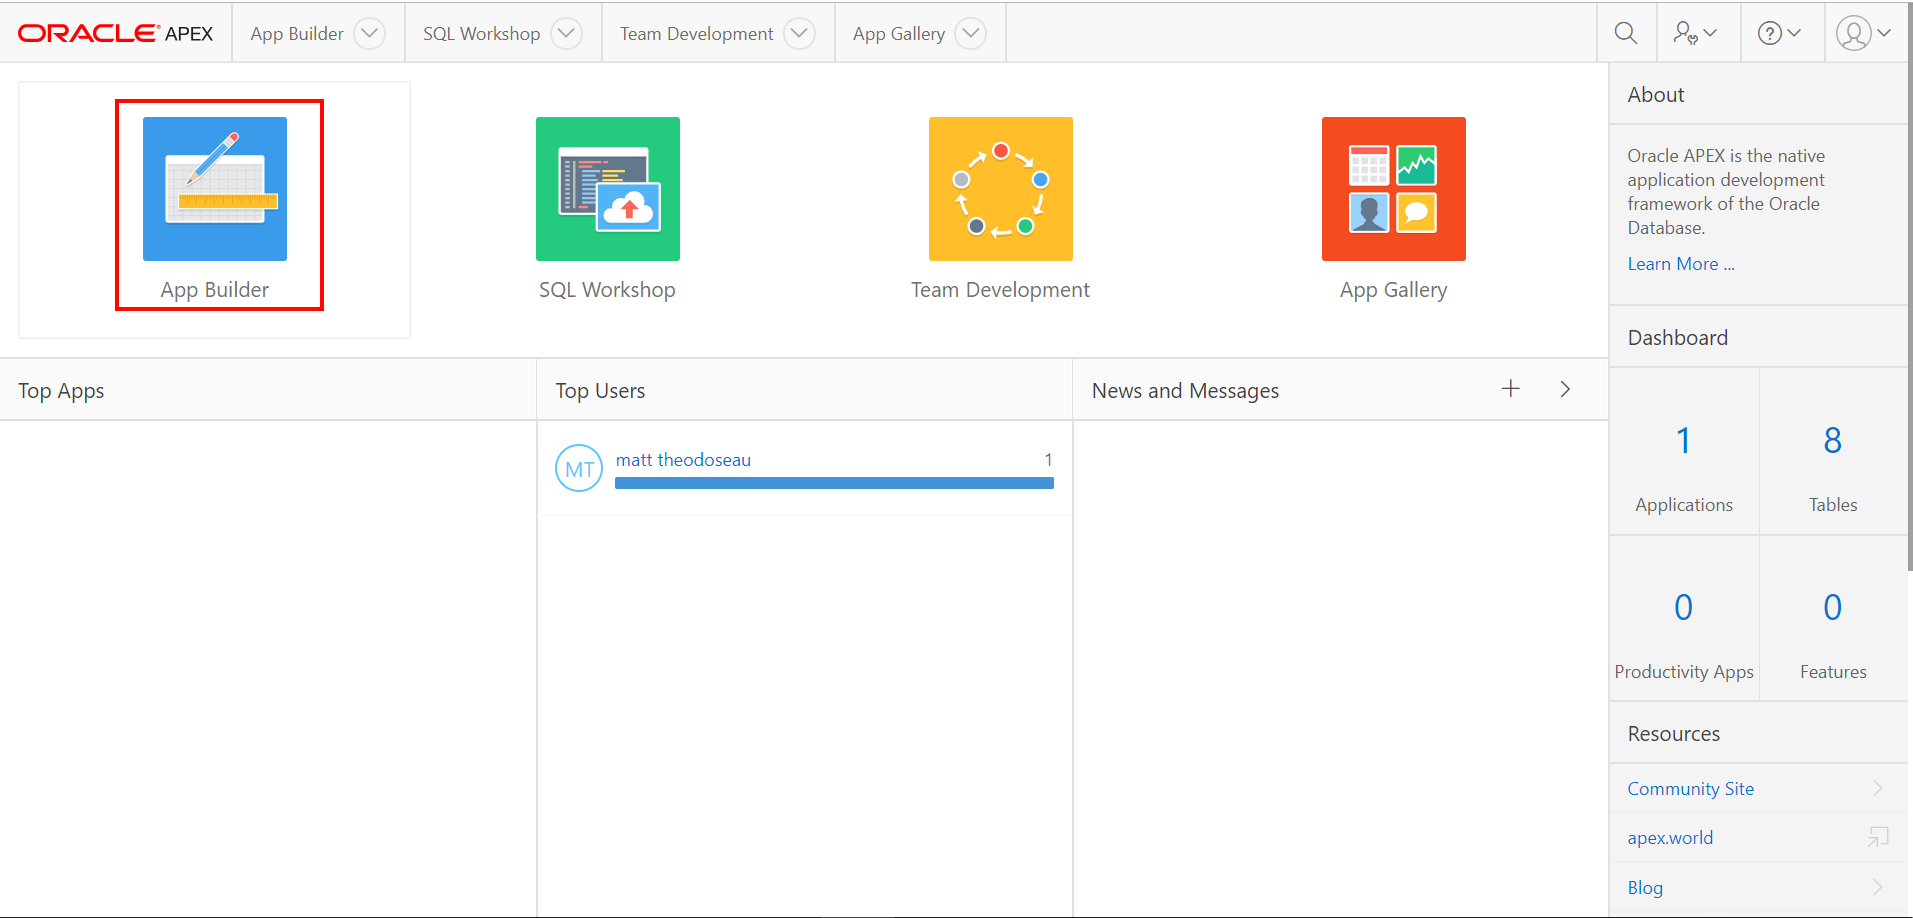 ORACLE® APEX
App Builder
SQL Workshop
Team Development
App Gallery
App Builder
SQL Workshop
Team Development
App Gallery
About
Oracle APEX is the native
application development
framework of the Oracle
Database.
Learn More ...
Top Apps
Top Users
MT
matt theodoseau
1
News and Messages
Dashboard
1
Applications
8
Tables
0
Productivity Apps
0
Features
Resources
Community Site
apex.world
Blog